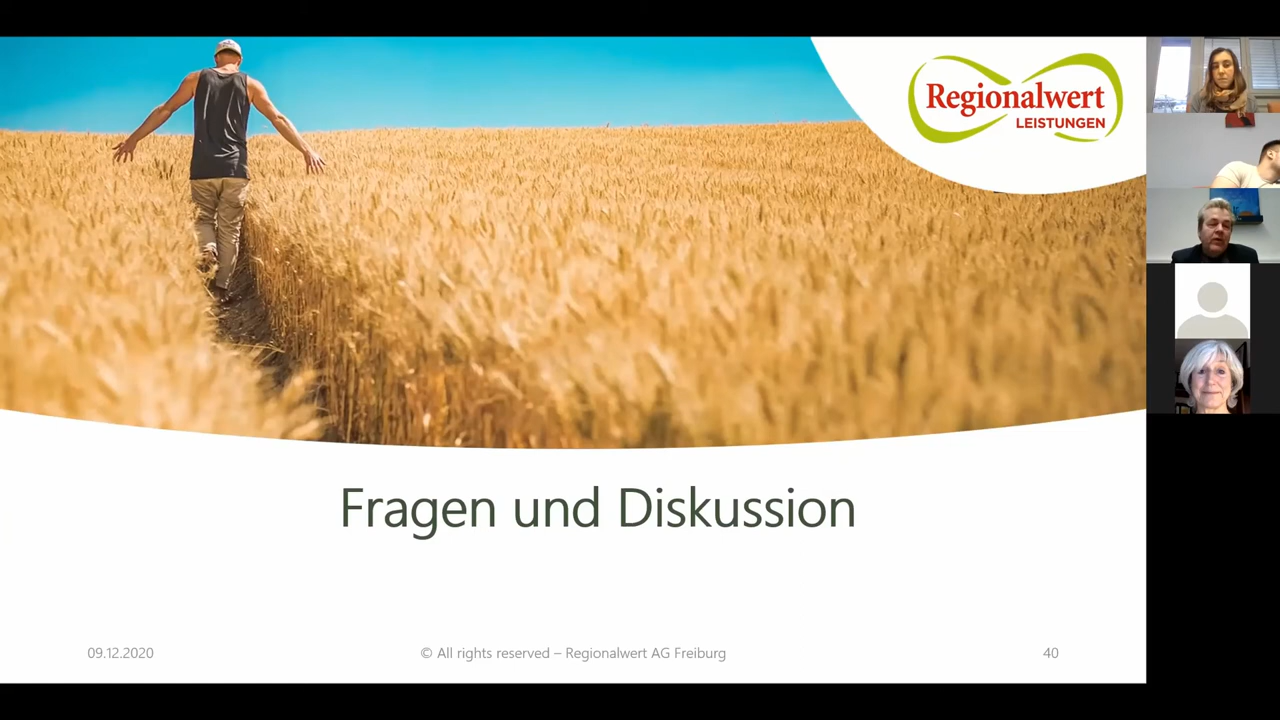 Regionalwert
LEISTUNGEN
Fragen und Diskussion
09.12.2020
© All rights reserved – Regionalwert AG Freiburg
40